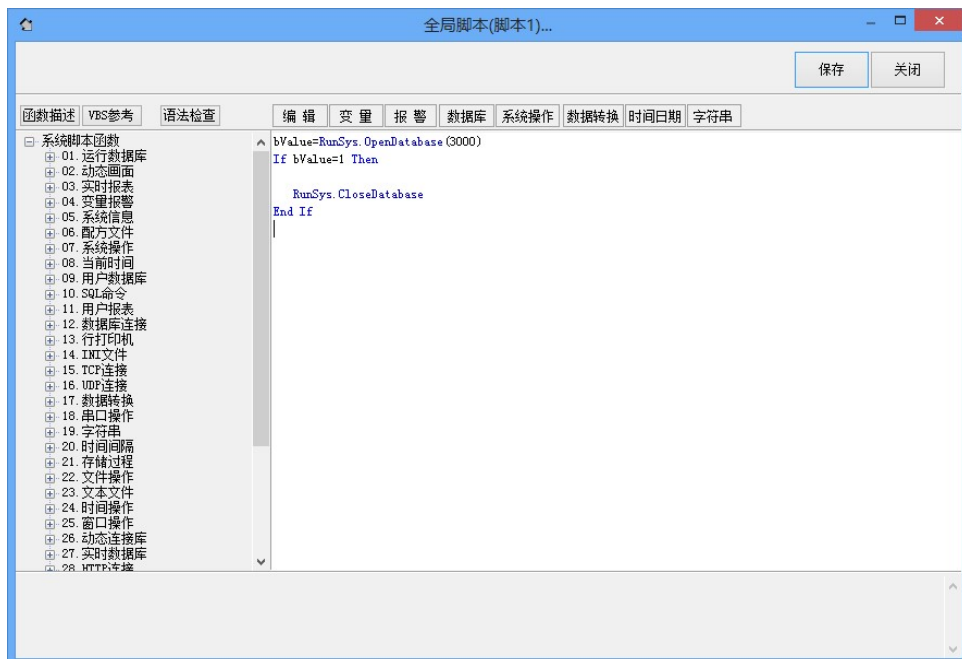 全局脚本(脚本1)...
保存 关闭
函数描述 VBS参考 语法检查 编 辑 变 量 报 警 数据库 系统操作 数据转换 时间日期 字符串
系统脚本函数
01. 运行数据库
02. 动态画面
03. 实时报表
04. 变量报警
05. 系统信息
06. 配方文件
07. 系统操作
08. 当前时间
09. 用户数据库
10. SQL命令
11. 用户报表
12. 数据库连接
13. 行打印机
14. INI文件
15. TCP连接
16. UDP连接
17. 数据转换
18. 串口操作
19. 字符串
20. 时间间隔
21. 存储过程
22. 文件操作
23. 文本文件
24. 时间操作
25. 窗口操作
26. 动态连接库
27. 实时数据库
28. HTTP连接
bValue=RunSys.OpenDatabase(3000)
If bValue=1 Then
RunSys.CloseDatabase
End If